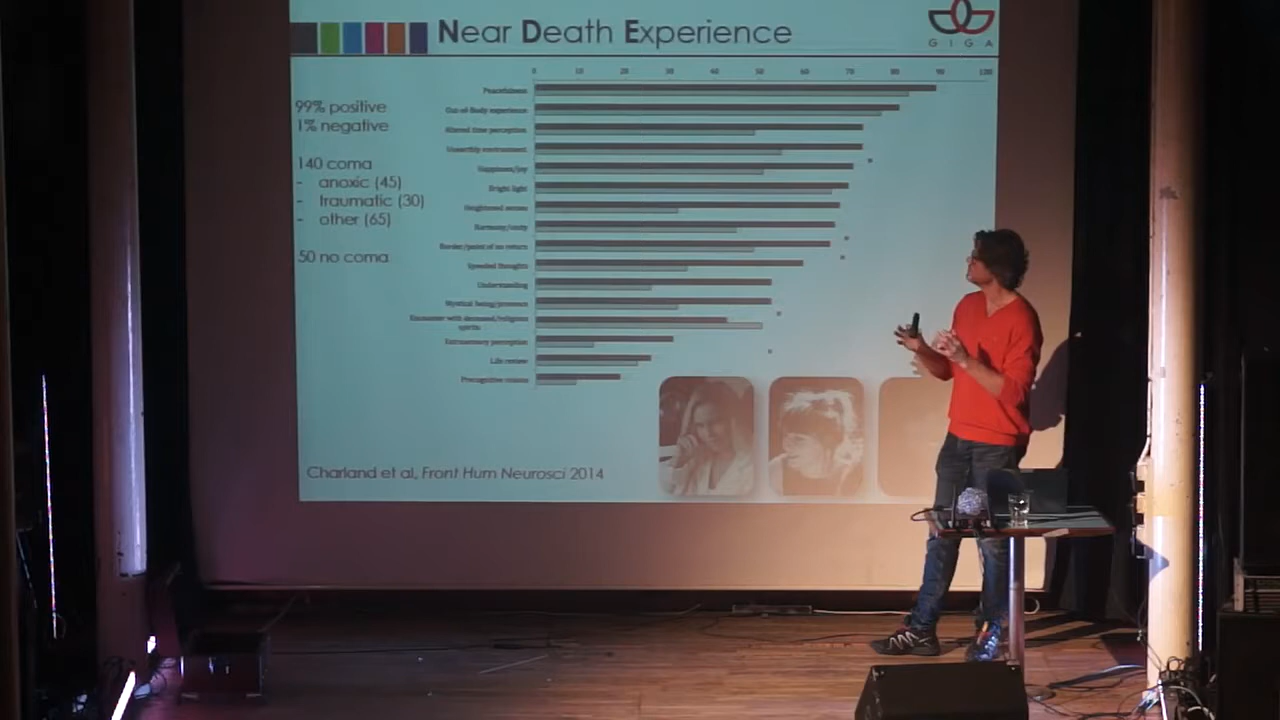 Near Death Experience
GIGA
99% positive
1% negative
140 coma
- anoxic (45)
- traumatic (30)
- other (65)
50 no coma
0 10 20 30 40 50 60 70 80 90 100
Peacefulness
Out of Body experience
Altered time perception
Unearthly environment
Happiness/joy
Bright light
Heightened senses
Harmony/unity
Border/point of no return
Speeded thoughts
Understanding
Mystical being/presence
Encounter with deceased/religious
spirits
Extrasensory perception
Life review
Precognitive visions
Charland et al, Front Hum Neurosci 2014